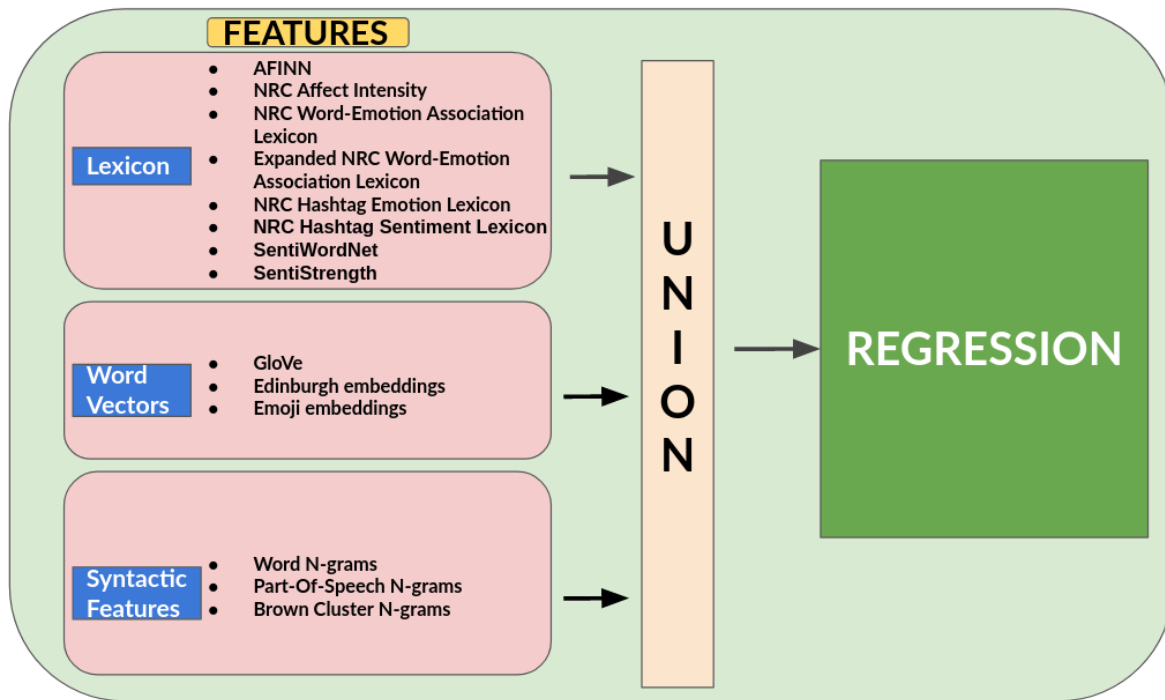 FEATURES
Lexicon
● AFINN
● NRC Affect Intensity
● NRC Word-Emotion Association
Lexicon
● Expanded NRC Word-Emotion
Association Lexicon
● NRC Hashtag Emotion Lexicon
● NRC Hashtag Sentiment Lexicon
● SentiWordNet
● SentiStrength
Word
Vectors
● GloVe
● Edinburgh embeddings
● Emoji embeddings
Syntactic
Features
● Word N-grams
● Part-Of-Speech N-grams
● Brown Cluster N-grams
U
N
I
O
N
REGRESSION